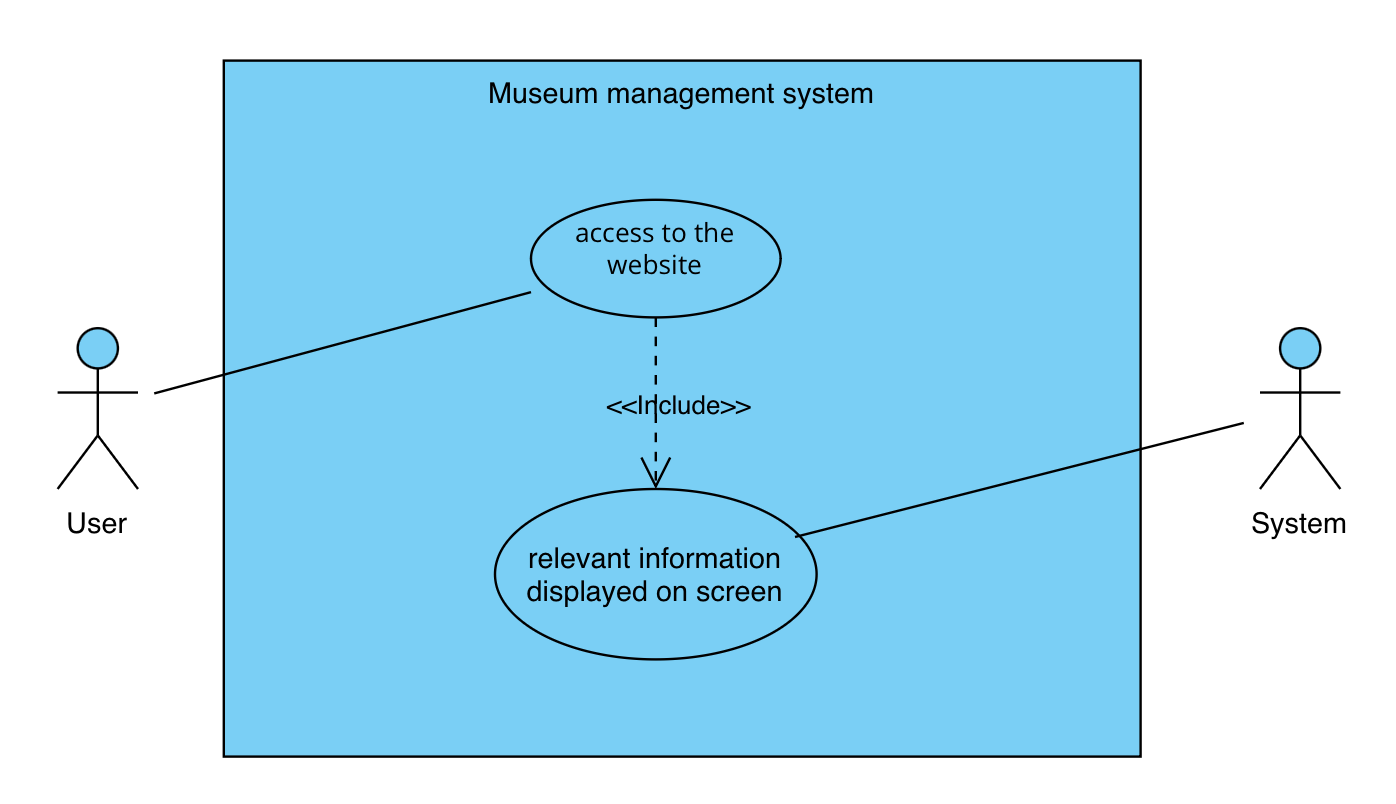 Museum management system
access to the
website
<<Include>>
User
System
relevant information
displayed on screen